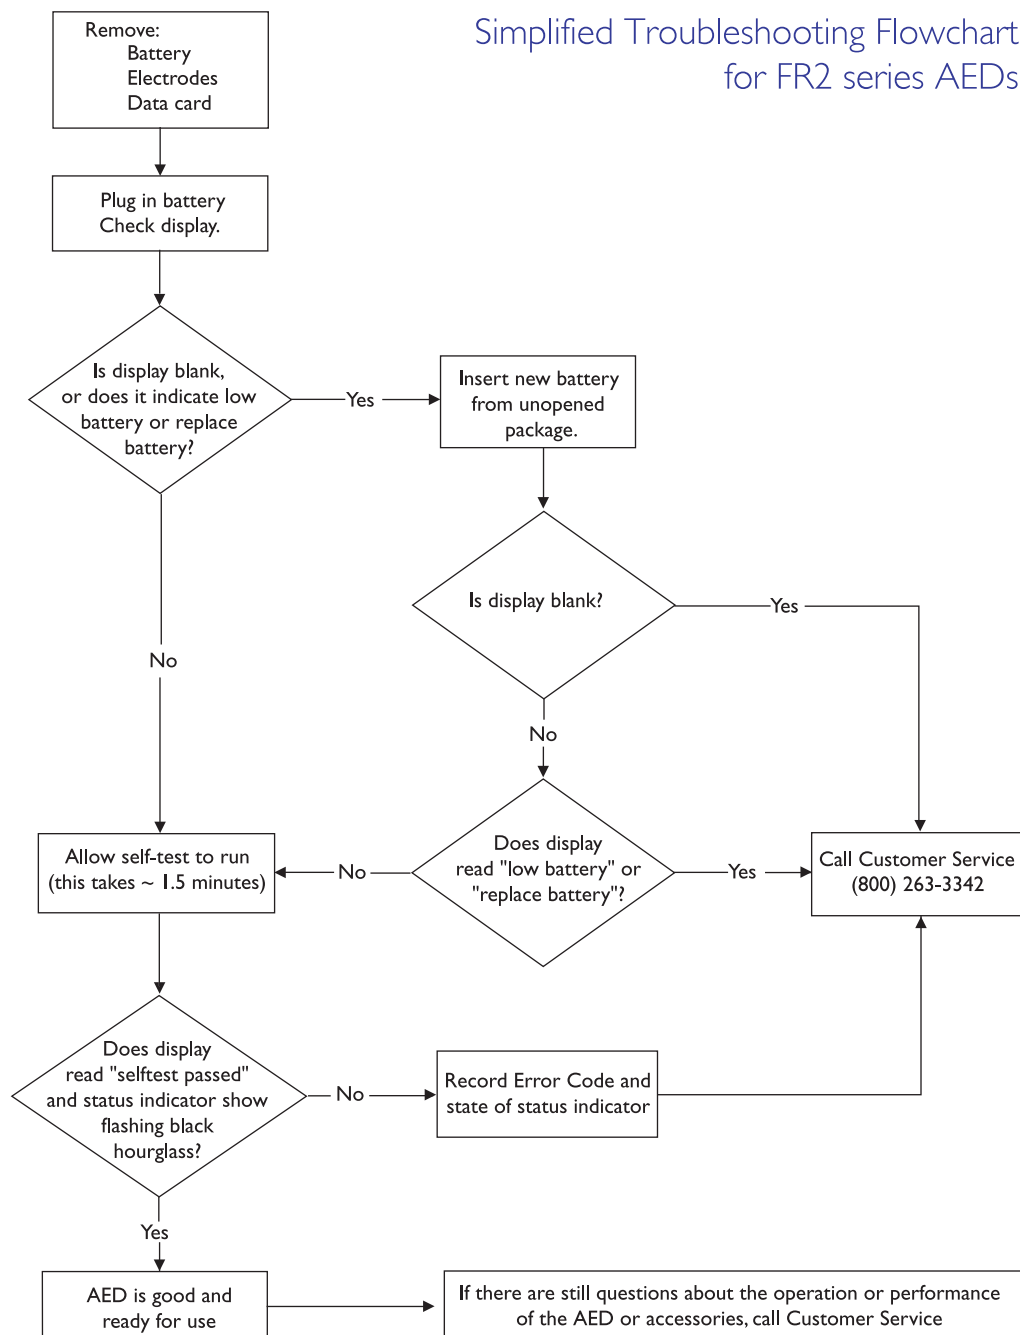 Simplified Troubleshooting Flowchart
for FR2 series AEDs
Remove:
Battery
Electrodes
Data card
Plug in battery
Check display.
Is display blank,
or does it indicate low
battery or replace
battery?
Yes
Insert new battery
from unopened
package.
No
Is display blank?
Yes
No
Allow self-test to run
(this takes ~ 1.5 minutes)
No
Does display
read "low battery" or
"replace battery"?
Yes
Call Customer Service
(800) 263-3342
Does display
read "selftest passed"
and status indicator show
flashing black
hourglass?
No
Record Error Code and
state of status indicator
Yes
AED is good and
ready for use
If there are still questions about the operation or performance
of the AED or accessories, call Customer Service